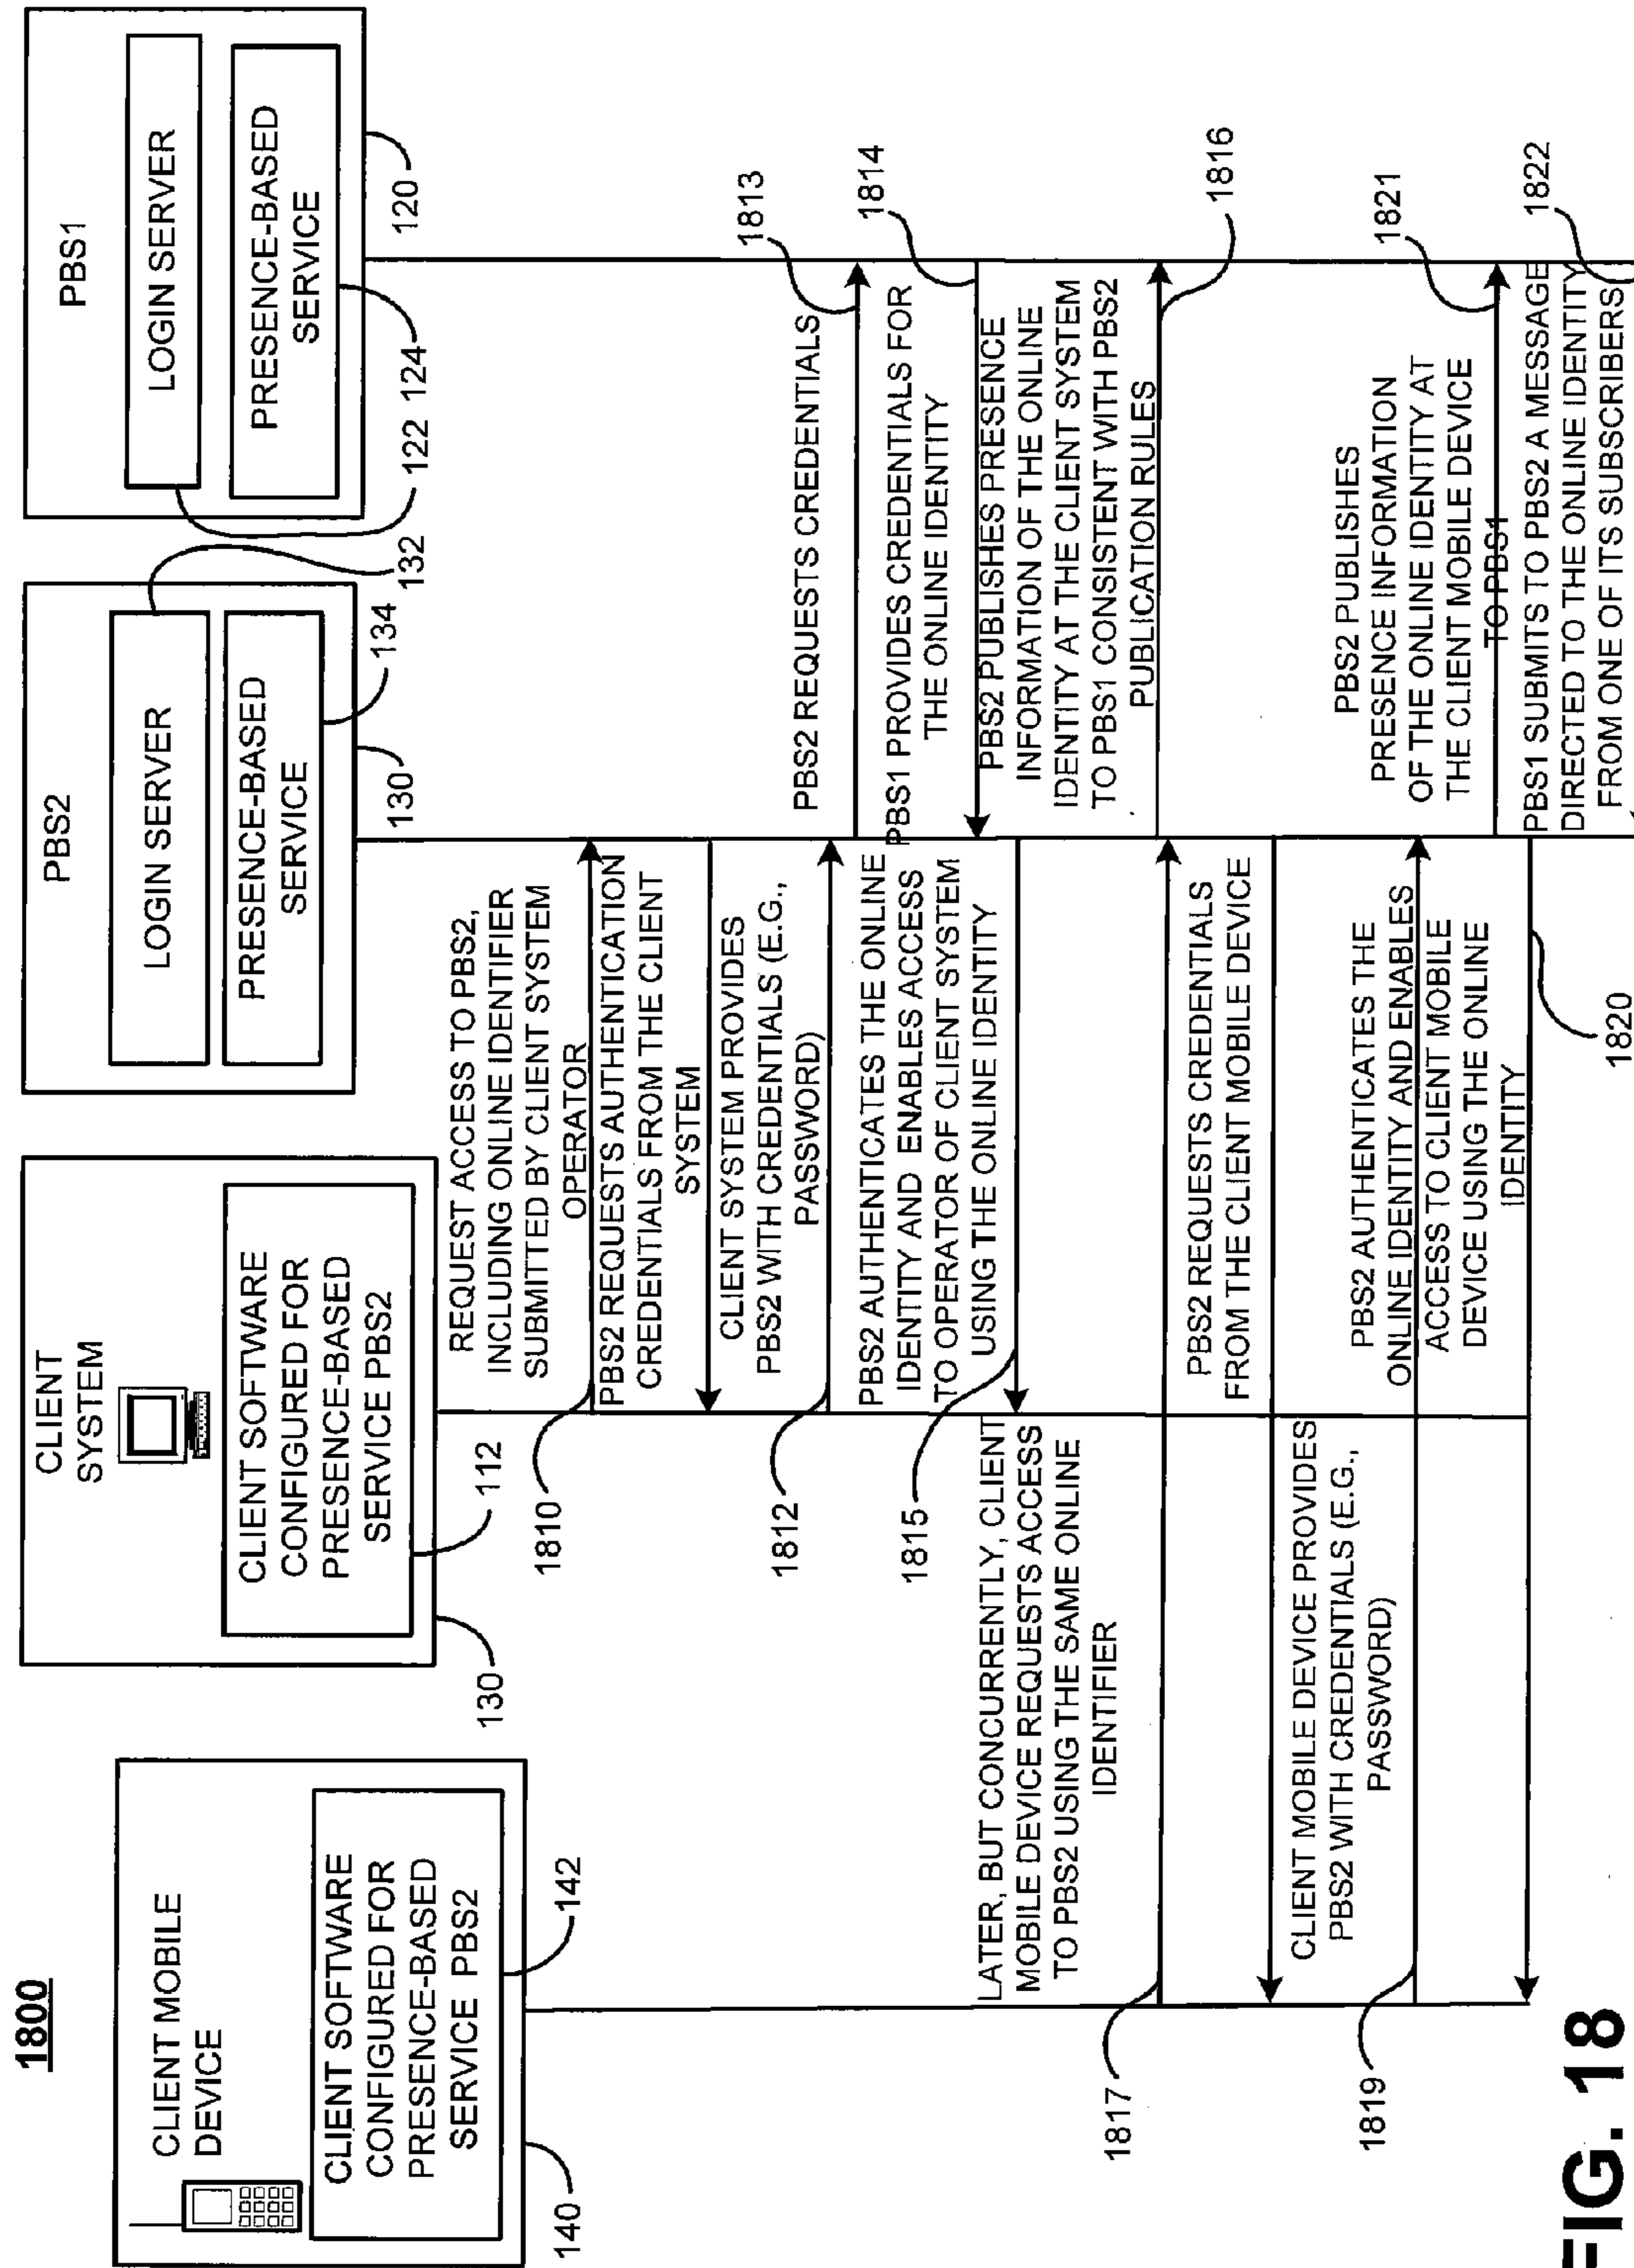 1800
CLIENT MOBILE
DEVICE
CLIENT SOFTWARE
CONFIGURED FOR
PRESENCE-BASED
SERVICE PBS2
142
140
CLIENT
SYSTEM
CLIENT SOFTWARE
CONFIGURED FOR
PRESENCE-BASED
SERVICE PBS2
112
130
PBS2
LOGIN SERVER
PRESENCE-BASED
SERVICE
132
134
130
PBS1
LOGIN SERVER
PRESENCE-BASED
SERVICE
122
124
120
REQUEST ACCESS TO PBS2,
INCLUDING ONLINE IDENTIFIER
SUBMITTED BY CLIENT SYSTEM
OPERATOR
1810
PBS2 REQUESTS AUTHENTICATION
CREDENTIALS FROM THE CLIENT
SYSTEM
CLIENT SYSTEM PROVIDES
PBS2 WITH CREDENTIALS (E.G.,
PASSWORD)
1812
PBS2 REQUESTS CREDENTIALS
1813
PBS1 PROVIDES CREDENTIALS FOR
THE ONLINE IDENTITY
1814
PBS2 AUTHENTICATES THE ONLINE
IDENTITY AND ENABLES ACCESS
TO OPERATOR OF CLIENT SYSTEM
USING THE ONLINE IDENTITY
1815
PBS2 PUBLISHES PRESENCE
INFORMATION OF THE ONLINE
IDENTITY AT THE CLIENT SYSTEM
TO PBS1 CONSISTENT WITH PBS2
PUBLICATION RULES
1816
LATER, BUT CONCURRENTLY, CLIENT
MOBILE DEVICE REQUESTS ACCESS
TO PBS2 USING THE SAME ONLINE
IDENTIFIER
1817
PBS2 REQUESTS CREDENTIALS
FROM THE CLIENT MOBILE DEVICE
CLIENT MOBILE DEVICE PROVIDES
PBS2 WITH CREDENTIALS (E.G.,
PASSWORD)
1819
PBS2 AUTHENTICATES THE
ONLINE IDENTITY AND ENABLES
ACCESS TO CLIENT MOBILE
DEVICE USING THE ONLINE
IDENTITY
1820
PBS2 PUBLISHES
PRESENCE INFORMATION
OF THE ONLINE IDENTITY AT
THE CLIENT MOBILE DEVICE
TO PBS1
1821
PBS1 SUBMITS TO PBS2 A MESSAGE
DIRECTED TO THE ONLINE IDENTITY
FROM ONE OF ITS SUBSCRIBERS
1822
FIG. 18